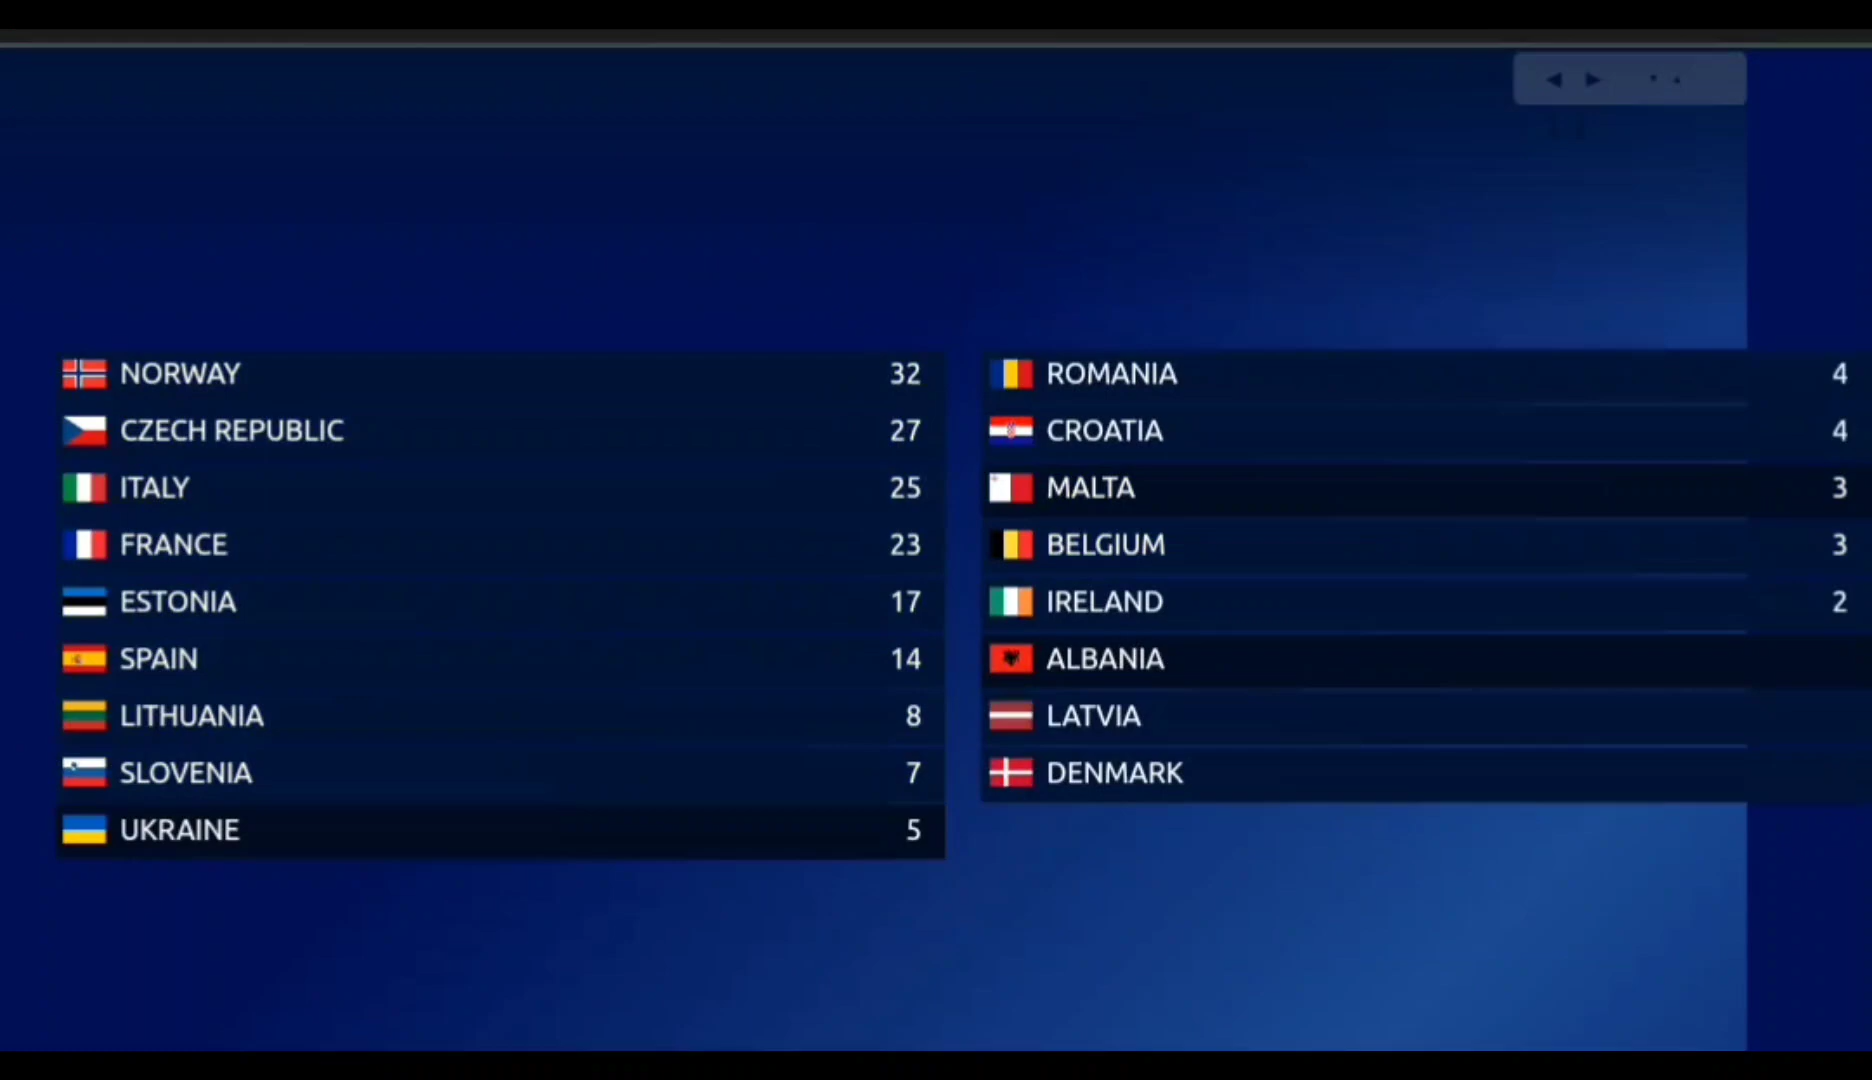 NORWAY 32
CZECH REPUBLIC 27
ITALY 25
FRANCE 23
ESTONIA 17
SPAIN 14
LITHUANIA 8
SLOVENIA 7
UKRAINE 5
ROMANIA 4
CROATIA 4
MALTA 3
BELGIUM 3
IRELAND 2
ALBANIA
LATVIA
DENMARK